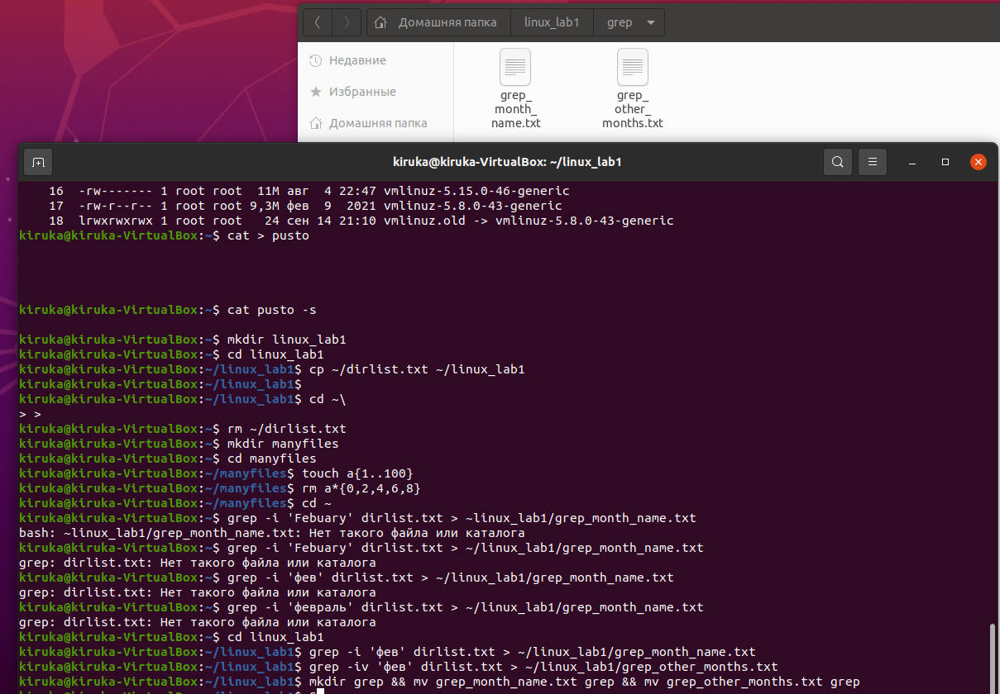 Домашняя папка linux_lab1 grep
Недавние
Избранные
Домашняя папка
grep_
month_
name.txt
grep_
other_
months.txt
kiruka@kiruka-VirtualBox: ~/linux_lab1
16 -rw------- 1 root root 11M авг 4 22:47 vmlinuz-5.15.0-46-generic
17 -rw-r--r-- 1 root root 9,3M фев 9 2021 vmlinuz-5.8.0-43-generic
18 lrwxrwxrwx 1 root root 24 сен 14 21:10 vmlinuz.old -> vmlinuz-5.8.0-43-generic
kiruka@kiruka-VirtualBox:~$ cat > pusto
kiruka@kiruka-VirtualBox:~$ cat pusto -s
kiruka@kiruka-VirtualBox:~$ mkdir linux_lab1
kiruka@kiruka-VirtualBox:~$ cd linux_lab1
kiruka@kiruka-VirtualBox:~/linux_lab1$ cp ~/dirlist.txt ~/linux_lab1
kiruka@kiruka-VirtualBox:~/linux_lab1$
kiruka@kiruka-VirtualBox:~/linux_lab1$ cd ~\
> >
kiruka@kiruka-VirtualBox:~$ rm ~/dirlist.txt
kiruka@kiruka-VirtualBox:~$ mkdir manyfiles
kiruka@kiruka-VirtualBox:~$ cd manyfiles
kiruka@kiruka-VirtualBox:~/manyfiles$ touch a{1..100}
kiruka@kiruka-VirtualBox:~/manyfiles$ rm a*{0,2,4,6,8}
kiruka@kiruka-VirtualBox:~/manyfiles$ cd ~
kiruka@kiruka-VirtualBox:~$ grep -i 'Febuary' dirlist.txt > ~linux_lab1/grep_month_name.txt
bash: ~linux_lab1/grep_month_name.txt: Нет такого файла или каталога
kiruka@kiruka-VirtualBox:~$ grep -i 'Febuary' dirlist.txt > ~/linux_lab1/grep_month_name.txt
grep: dirlist.txt: Нет такого файла или каталога
kiruka@kiruka-VirtualBox:~$ grep -i 'фев' dirlist.txt > ~/linux_lab1/grep_month_name.txt
grep: dirlist.txt: Нет такого файла или каталога
kiruka@kiruka-VirtualBox:~$ grep -i 'февраль' dirlist.txt > ~/linux_lab1/grep_month_name.txt
grep: dirlist.txt: Нет такого файла или каталога
kiruka@kiruka-VirtualBox:~$ cd linux_lab1
kiruka@kiruka-VirtualBox:~/linux_lab1$ grep -i 'фев' dirlist.txt > ~/linux_lab1/grep_month_name.txt
kiruka@kiruka-VirtualBox:~/linux_lab1$ grep -iv 'фев' dirlist.txt > ~/linux_lab1/grep_other_months.txt
kiruka@kiruka-VirtualBox:~/linux_lab1$ mkdir grep && mv grep_month_name.txt grep && mv grep_other_months.txt grep
kiruka@kiruka-VirtualBox:~/linux_lab1$